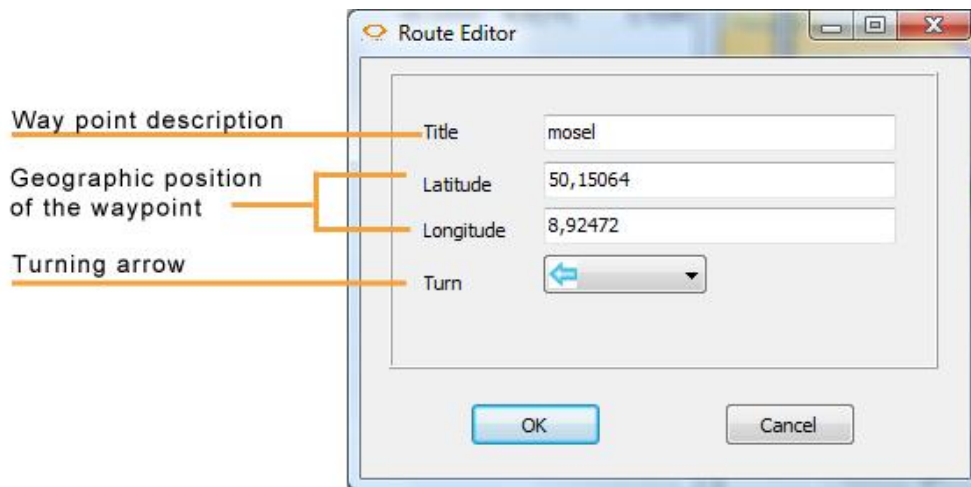 Route Editor
Way point description
Title
mosel
Geographic position
of the waypoint
Latitude
50,15064
Longitude
8,92472
Turning arrow
Turn
OK
Cancel